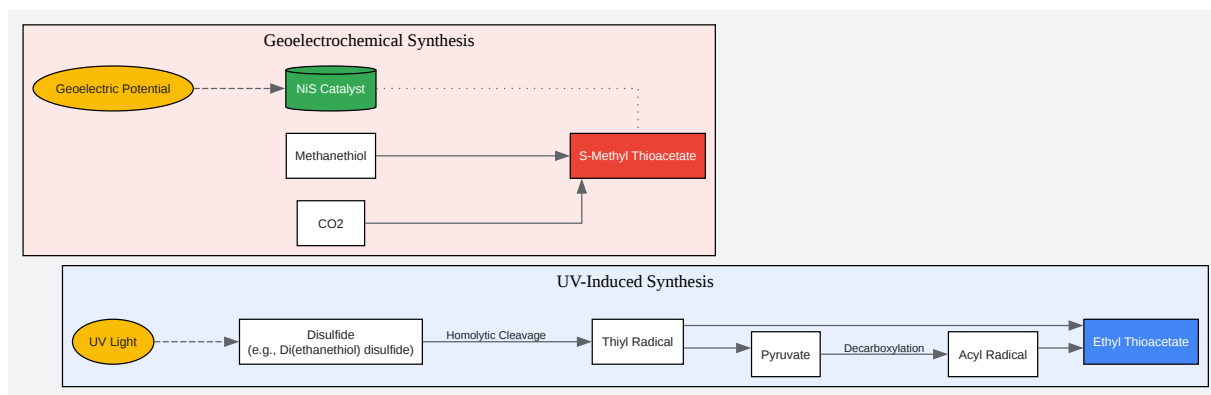 Geoelectrochemical Synthesis
Geoelectric Potential
NiS Catalyst
Methanethiol
S-Methyl Thioacetate
CO2
UV-Induced Synthesis
UV Light
Disulfide
(e.g., Di(ethanethiol) disulfide)
Homolytic Cleavage
Thiyl Radical
Pyruvate
Decarboxylation
Acyl Radical
Ethyl Thioacetate